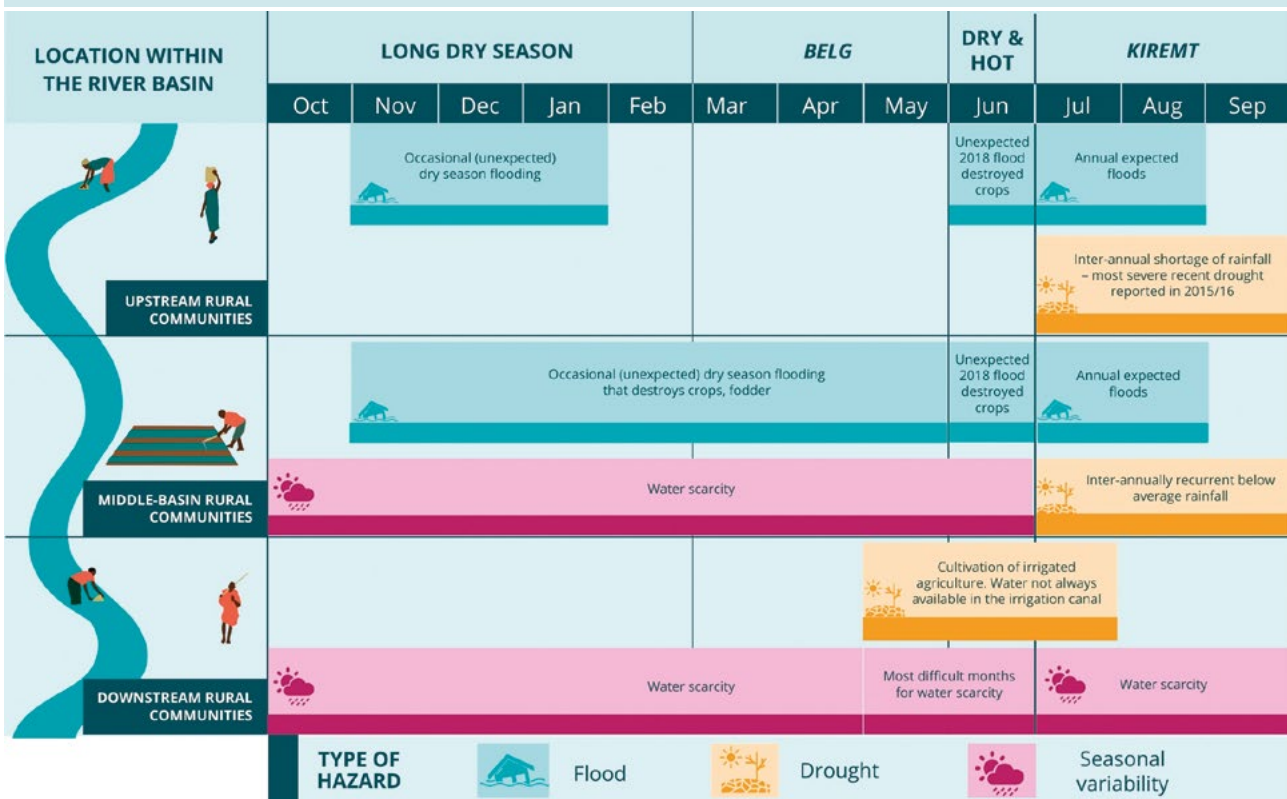 LOCATION WITHIN
THE RIVER BASIN
LONG DRY SEASON
BELG
DRY &
HOT
KIREMT
Oct
Nov
Dec
Jan
Feb
Mar
Apr
May
Jun
Jul
Aug
Sep
UPSTREAM RURAL
COMMUNITIES
Occasional (unexpected)
dry season flooding
Unexpected
2018 flood
destroyed
crops
Annual expected
floods
Inter-annual shortage of rainfall
– most severe recent drought
reported in 2015/16
MIDDLE-BASIN RURAL
COMMUNITIES
Occasional (unexpected) dry season flooding
that destroys crops, fodder
Unexpected
2018 flood
destroyed
crops
Annual expected
floods
Water scarcity
Inter-annually recurrent below
average rainfall
DOWNSTREAM RURAL
COMMUNITIES
Cultivation of irrigated
agriculture. Water not always
available in the irrigation canal
Water scarcity
Most difficult months
for water scarcity
Water scarcity
TYPE OF
HAZARD
Flood
Drought
Seasonal
variability